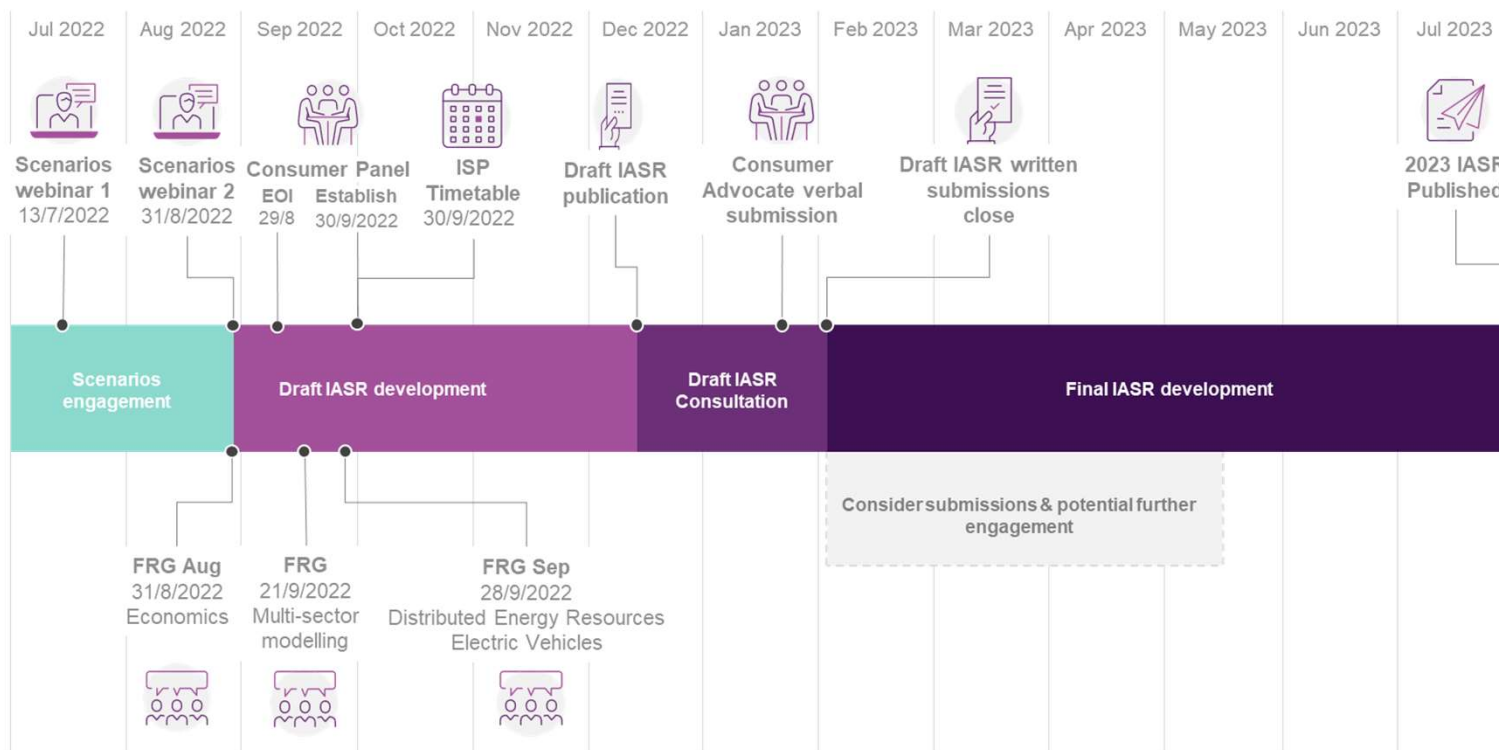 Jul 2022
Aug 2022
Sep 2022
Oct 2022
Nov 2022
Dec 2022
Jan 2023
Feb 2023
Mar 2023
Apr 2023
May 2023
Jun 2023
Jul 2023
Scenarios
webinar 1
13/7/2022
Scenarios
webinar 2
31/8/2022
Consumer Panel
EOI
29/8
Establish
30/9/2022
ISP
Timetable
30/9/2022
Draft IASR
publication
Consumer
Advocate verbal
submission
Draft IASR written
submissions
close
2023 IASR
Published
Scenarios
engagement
Draft IASR development
Draft IASR
Consultation
Final IASR development
Consider submissions & potential further
engagement
FRG Aug
31/8/2022
Economics
FRG
21/9/2022
Multi-sector
modelling
FRG Sep
28/9/2022
Distributed Energy Resources
Electric Vehicles